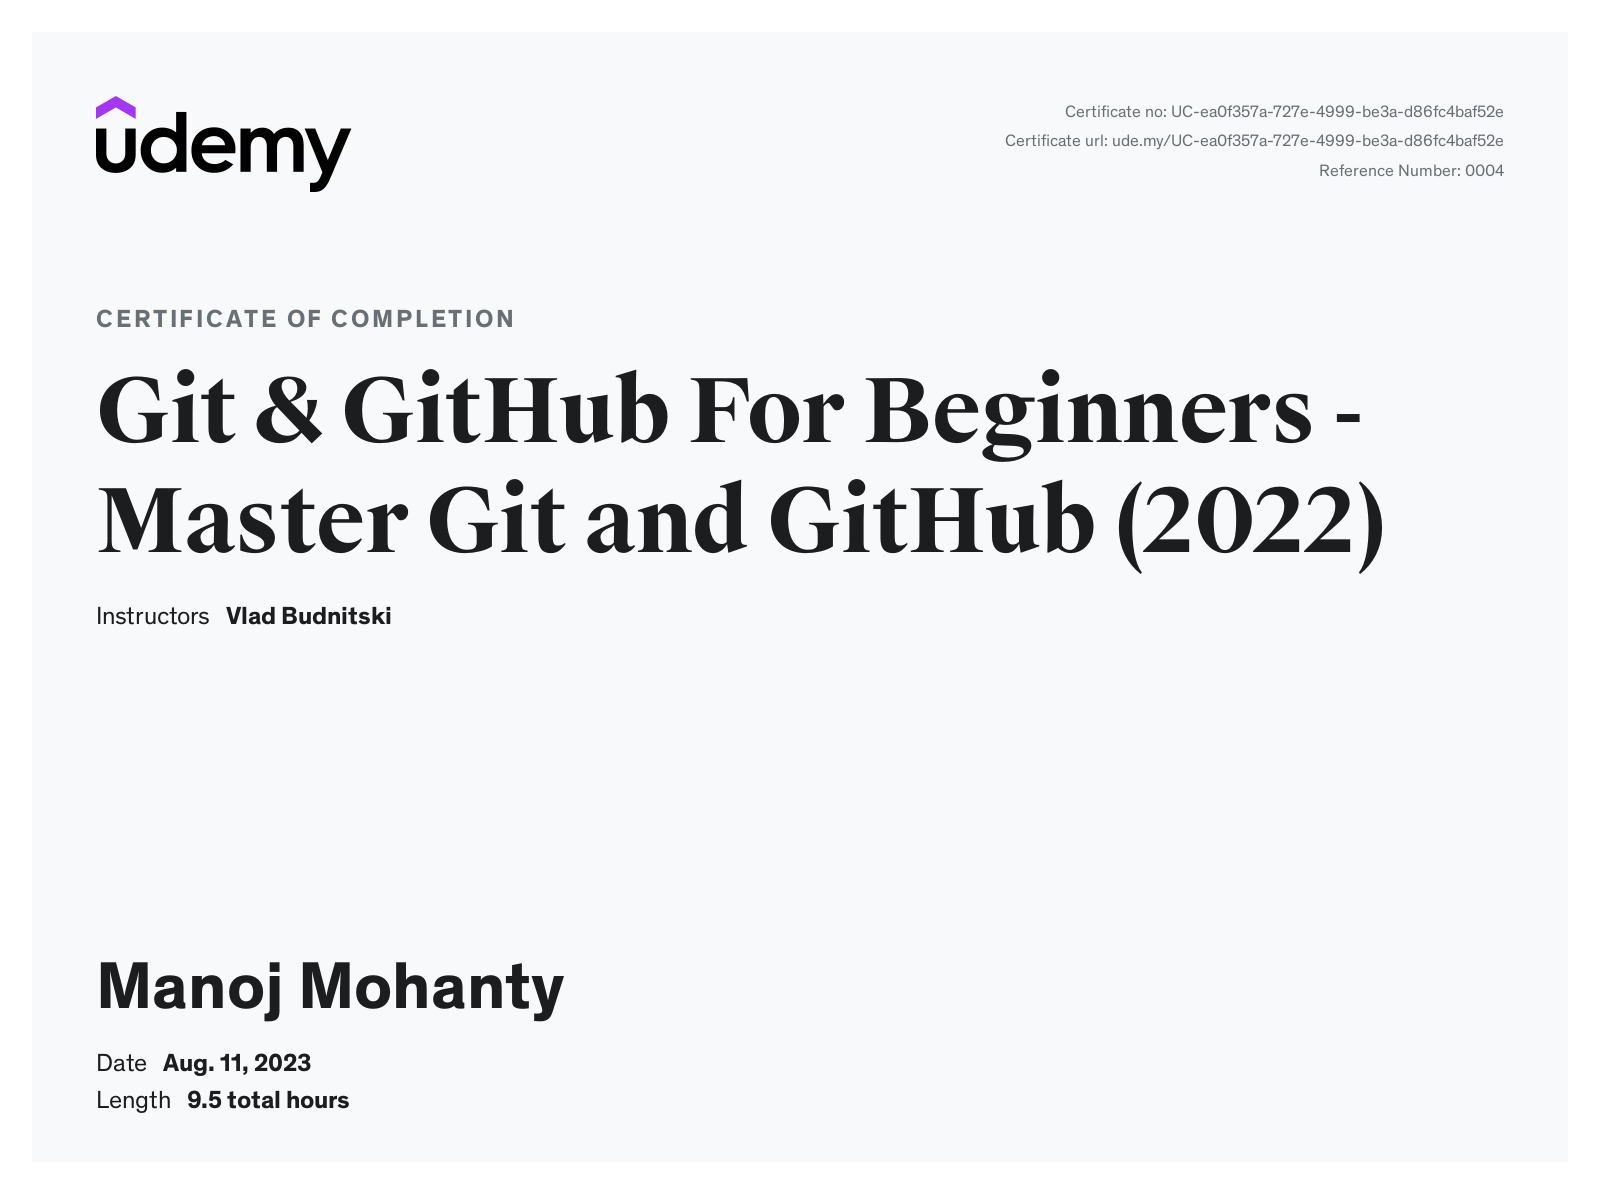 udemy
Certificate no: UC-ea0f357a-727e-4999-be3a-d86fc4baf52e
Certificate url: ude.my/UC-ea0f357a-727e-4999-be3a-d86fc4baf52e
Reference Number: 0004
CERTIFICATE OF COMPLETION
Git & GitHub For Beginners -
Master Git and GitHub (2022)
Instructors Vlad Budnitski
Manoj Mohanty
Date Aug. 11, 2023
Length 9.5 total hours